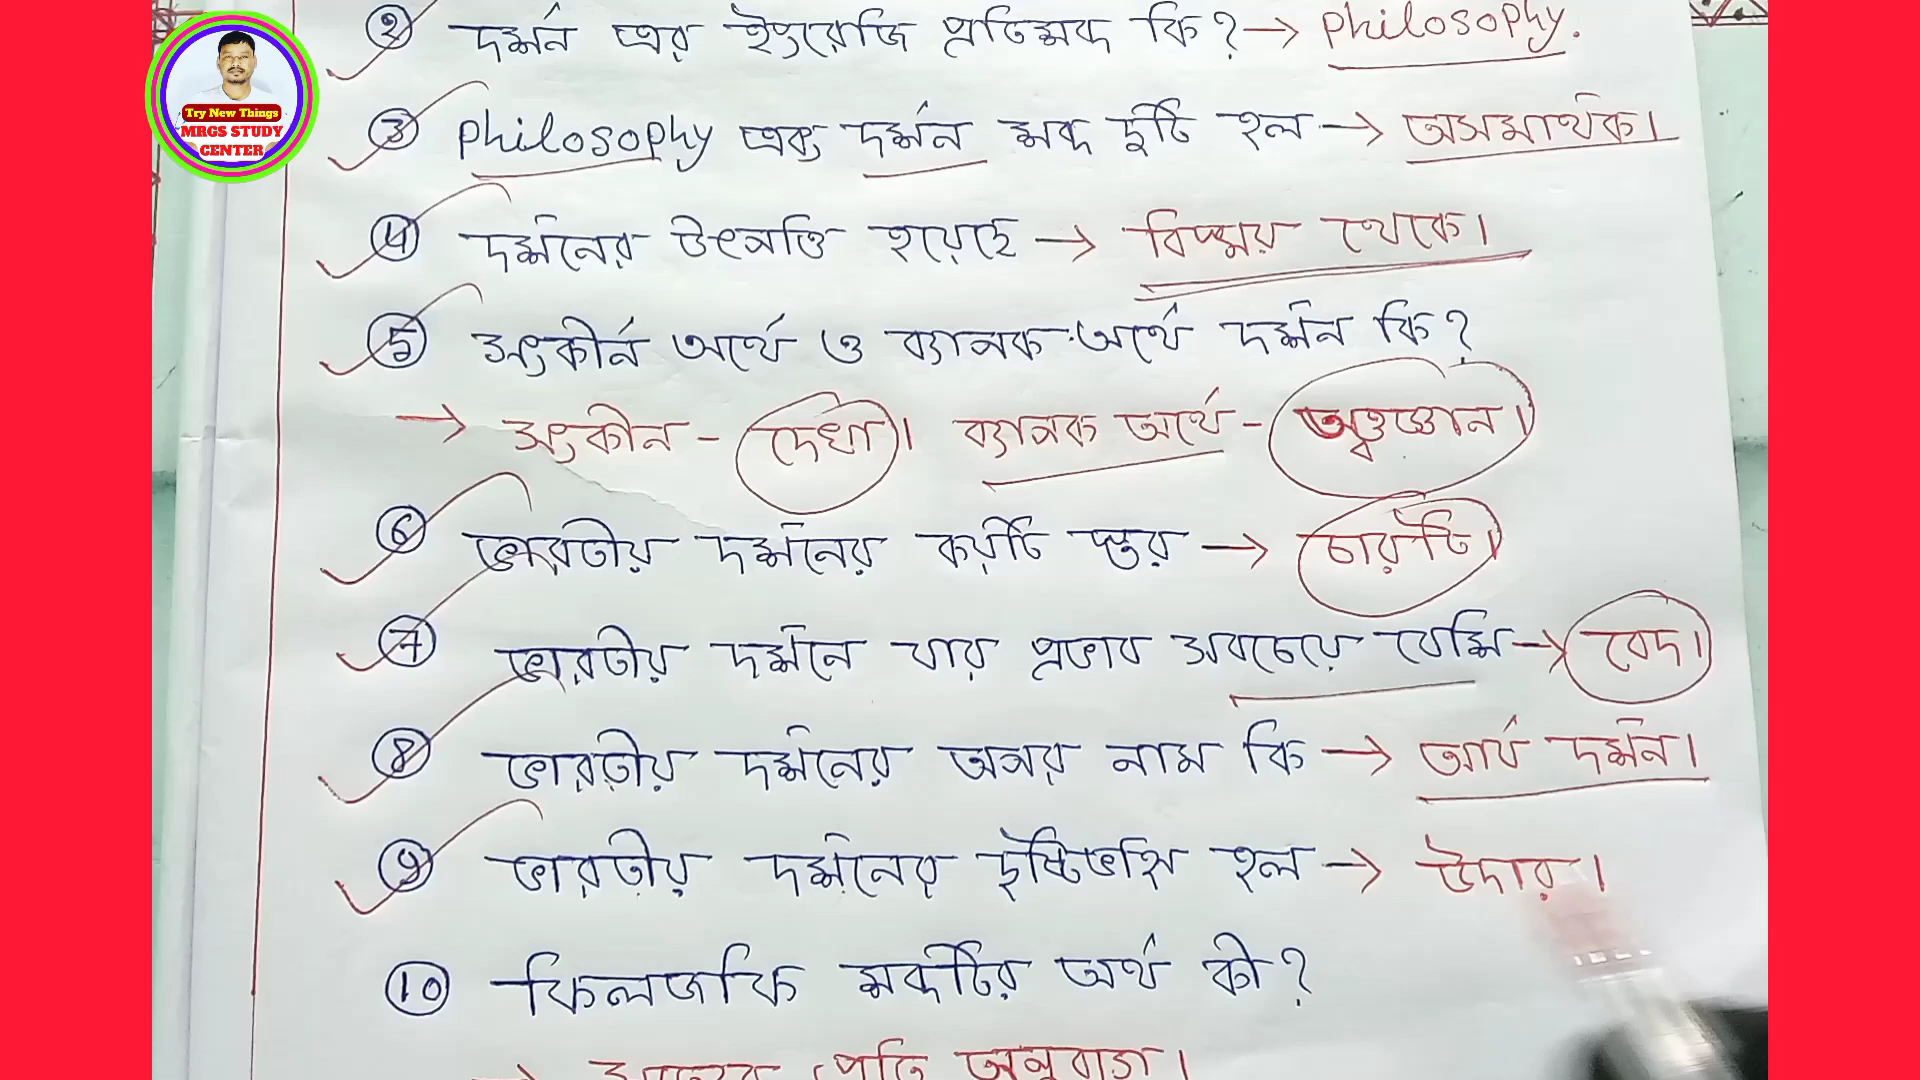 Try New Things
MRGS STUDY
CENTER
② দর্শন এর ইংরেজি প্রতিশব্দ কি? → Philosophy.
③ Philosophy এবং দর্শন শব্দ দুটি হল → অসমার্থক।
④ দর্শনের উৎপত্তি হয়েছে → বিস্ময় থেকে।
⑤ সংকীর্ন অর্থে ও ব্যাপক অর্থে দর্শন কি?
→ সংকীর্ন - দেখা। ব্যাপক অর্থে - তত্ত্বজ্ঞান।
⑥ ভারতীয় দর্শনের কয়টি স্তর → চারটি।
⑦ ভারতীয় দর্শনে যার প্রভাব সবচেয়ে বেশি → বেদ।
⑧ ভারতীয় দর্শনের অপর নাম কি → আর্য দর্শন।
⑨ ভারতীয় দর্শনের দৃষ্টিভঙ্গি হল → উদার।
⑩ ফিলজফি শব্দটির অর্থ কী?
প্রতি অনুরাগ।